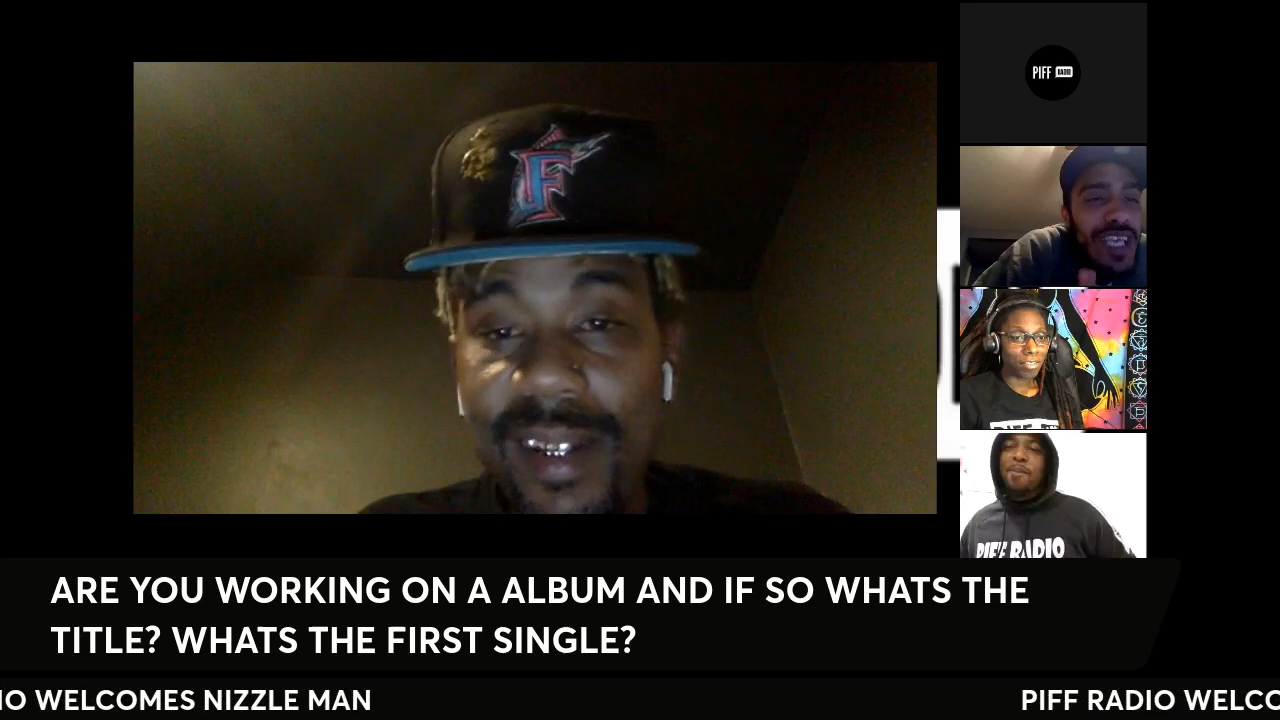 PIFF RADIO
F
PIFF RADIO
ARE YOU WORKING ON A ALBUM AND IF SO WHATS THE
TITLE? WHATS THE FIRST SINGLE?
IO WELCOMES NIZZLE MAN
PIFF RADIO WELCO